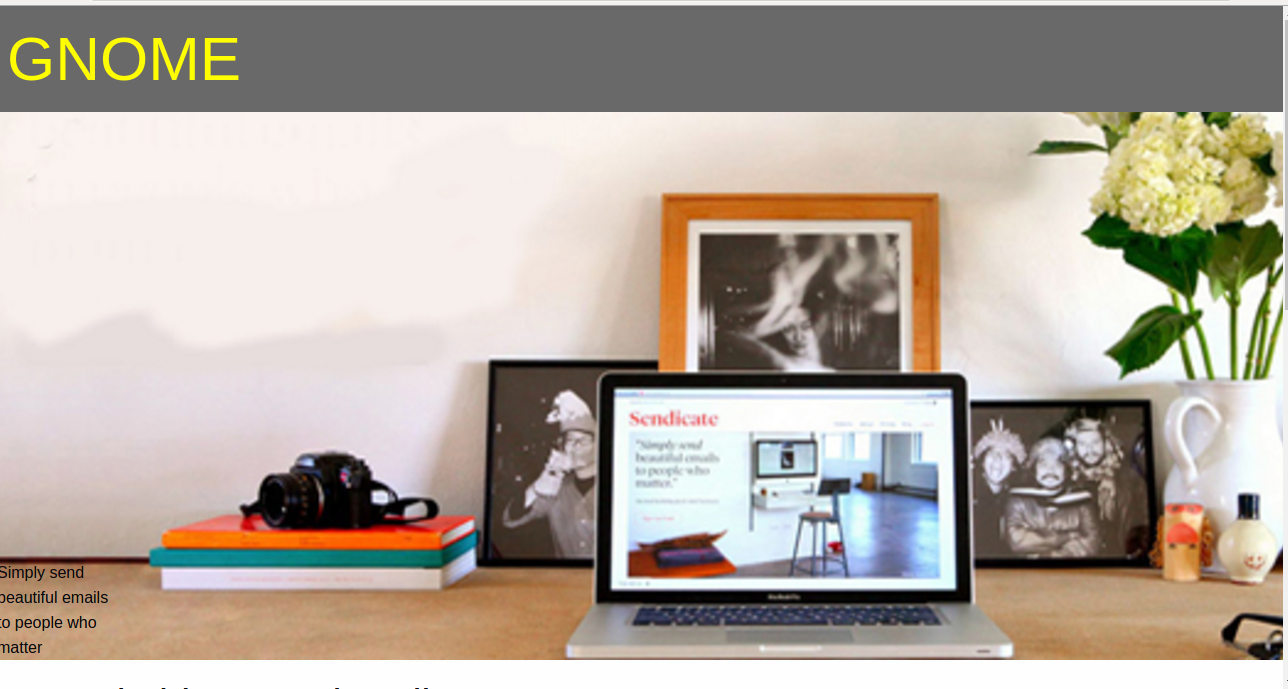 GNOME
Sendicate
"Simply send
beautiful emails
to people who
matter."
Simply send
beautiful emails
to people who
matter